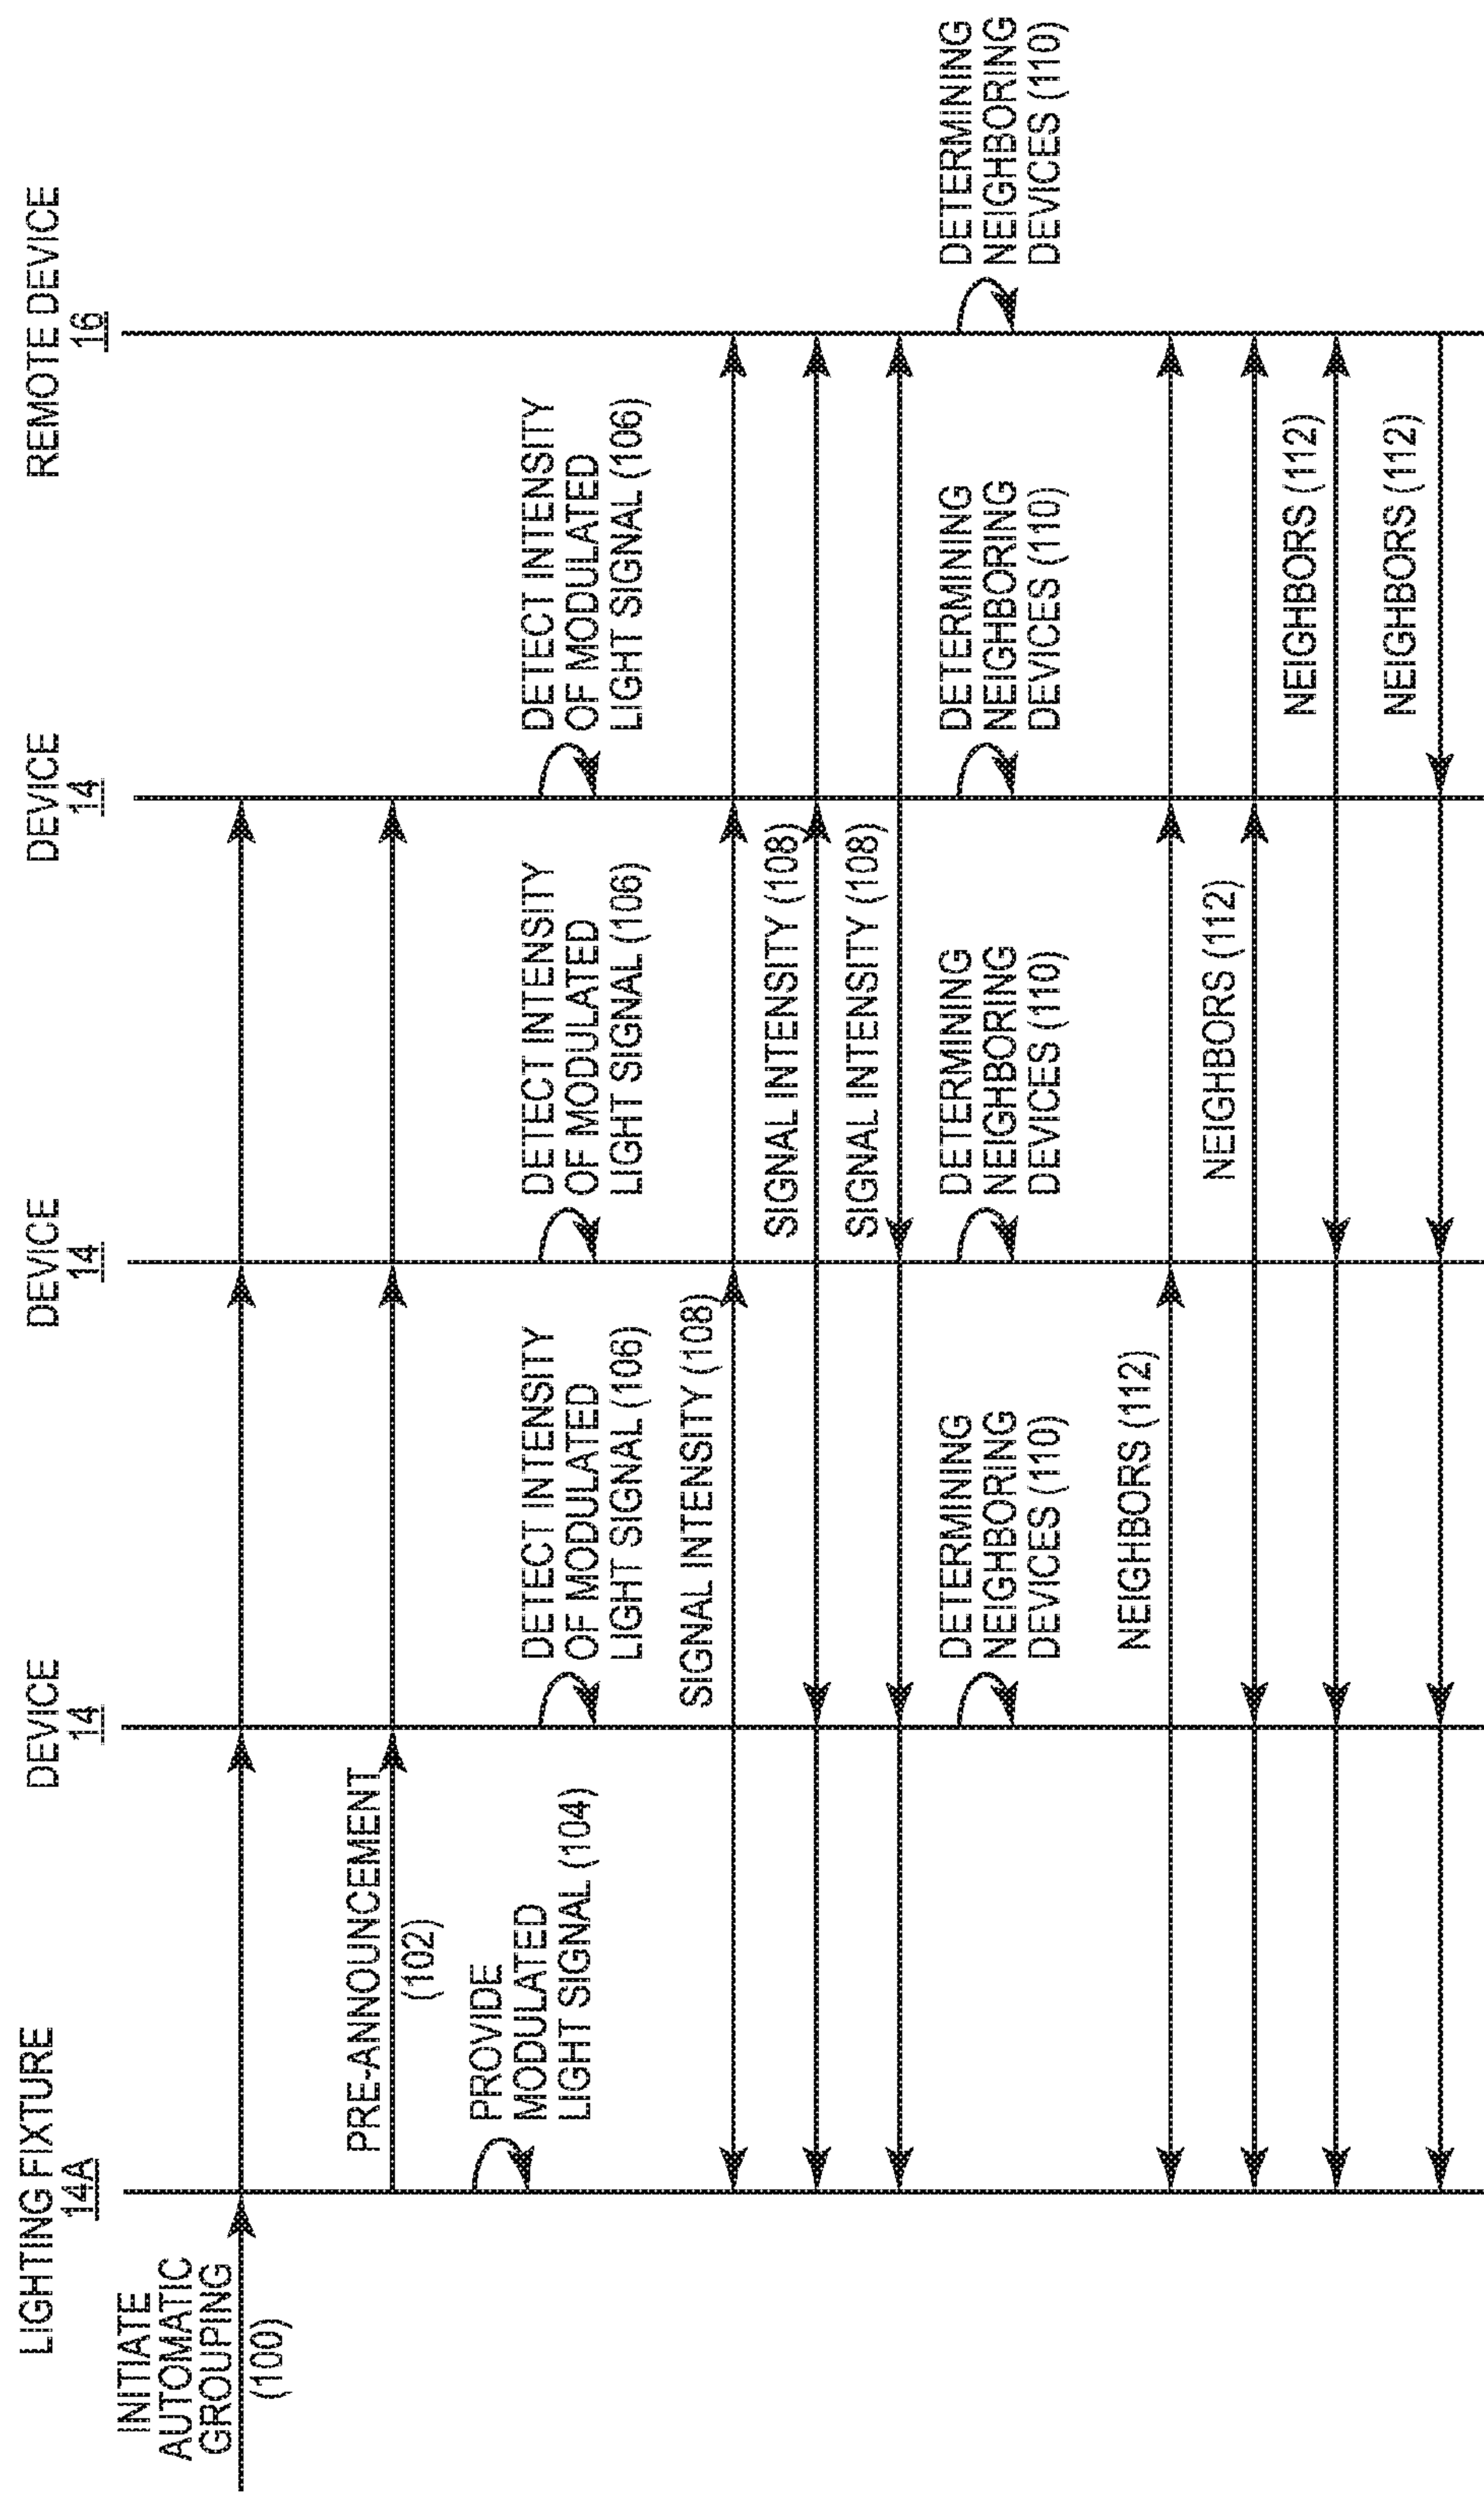 LIGHTING FIXTURE
14A
DEVICE
14
DEVICE
14
DEVICE
14
REMOTE DEVICE
16
INITIATE
AUTOMATIC
GROUPING
(100)
PRE-ANNOUNCEMENT
(102)
PROVIDE
MODULATED
LIGHT SIGNAL (104)
DETECT INTENSITY
OF MODULATED
LIGHT SIGNAL (106)
DETECT INTENSITY
OF MODULATED
LIGHT SIGNAL (106)
DETECT INTENSITY
OF MODULATED
LIGHT SIGNAL (106)
SIGNAL INTENSITY (108)
SIGNAL INTENSITY (108)
SIGNAL INTENSITY (108)
DETERMINING
NEIGHBORING
DEVICES (110)
DETERMINING
NEIGHBORING
DEVICES (110)
DETERMINING
NEIGHBORING
DEVICES (110)
DETERMINING
NEIGHBORING
DEVICES (110)
NEIGHBORS (112)
NEIGHBORS (112)
NEIGHBORS (112)
NEIGHBORS (112)